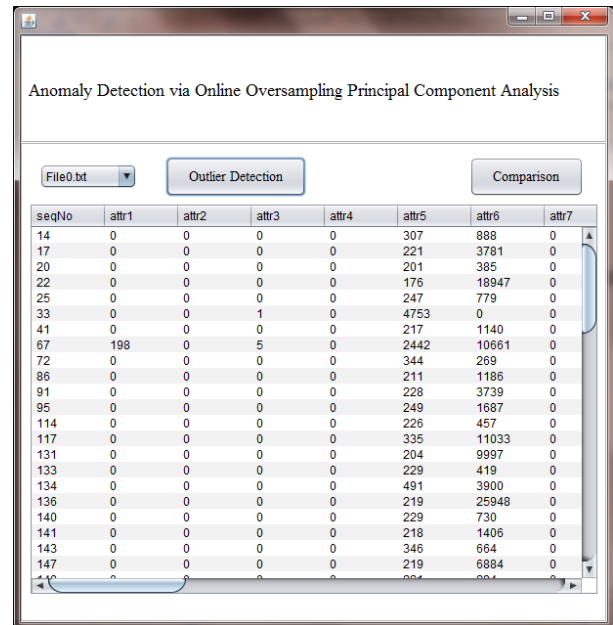 Anomaly Detection via Online Oversampling Principal Component Analysis
File0.txt Outlier Detection Comparison
seqNo attr1 attr2 attr3 attr4 attr5 attr6 attr7
14 0 0 0 0 307 888 0
17 0 0 0 0 221 3781 0
20 0 0 0 0 201 385 0
22 0 0 0 0 176 18947 0
25 0 0 0 0 247 779 0
33 0 0 1 0 4753 0 0
41 0 0 0 0 217 1140 0
67 198 0 5 0 2442 10661 0
72 0 0 0 0 344 269 0
86 0 0 0 0 211 1186 0
91 0 0 0 0 228 3739 0
95 0 0 0 0 249 1687 0
114 0 0 0 0 226 457 0
117 0 0 0 0 335 11033 0
131 0 0 0 0 204 9997 0
133 0 0 0 0 229 419 0
134 0 0 0 0 491 3900 0
136 0 0 0 0 219 25948 0
140 0 0 0 0 229 730 0
141 0 0 0 0 218 1406 0
143 0 0 0 0 346 664 0
147 0 0 0 0 219 6884 0